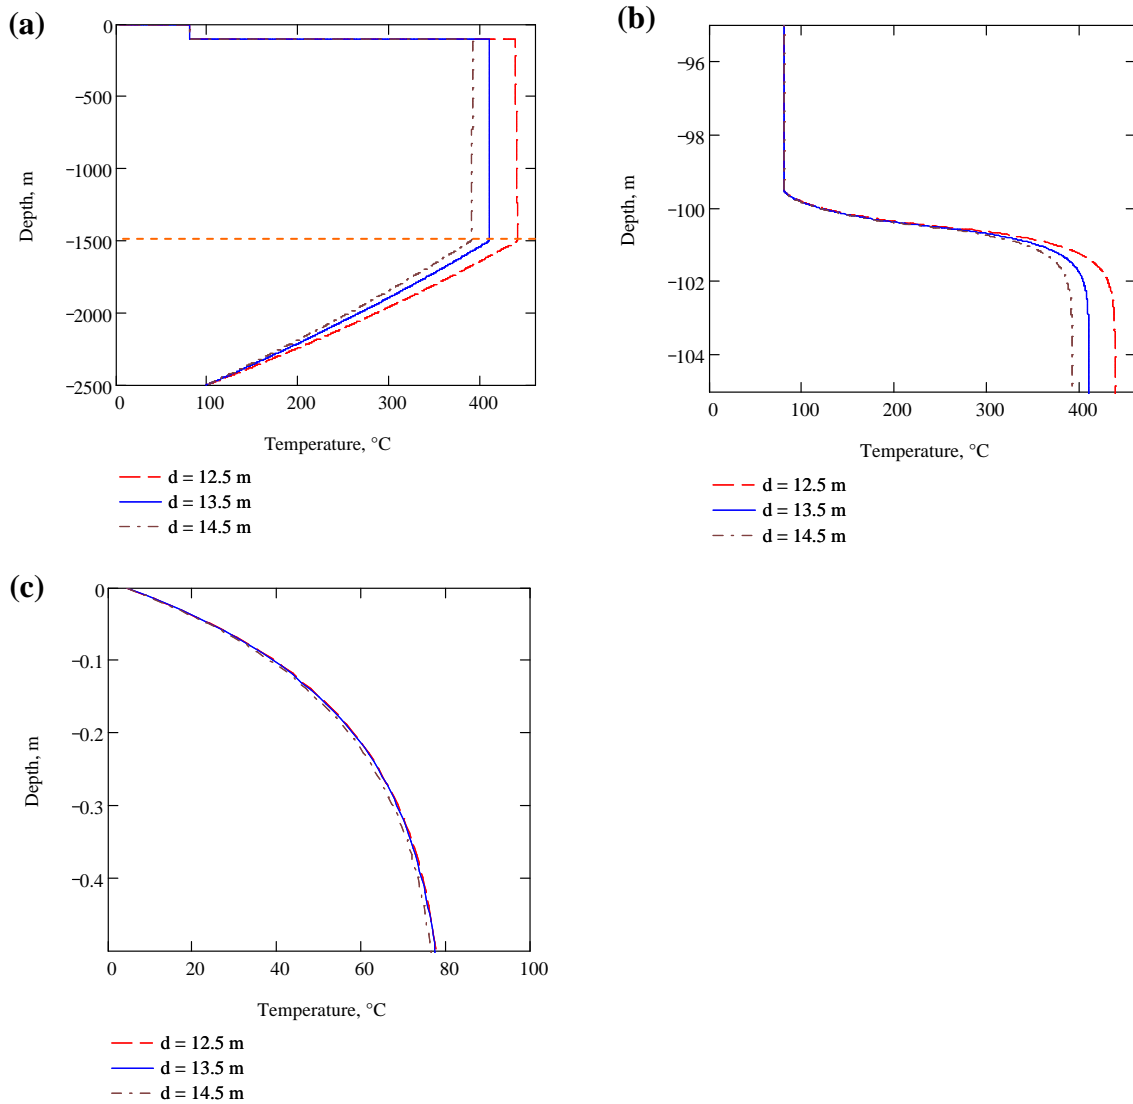 (a)
0
−500
−1000
−1500
−2000
−2500
Depth, m
0 100 200 300 400
Temperature, °C
d = 12.5 m
d = 13.5 m
d = 14.5 m
(b)
−96
−98
−100
−102
−104
Depth, m
0 100 200 300 400
Temperature, °C
d = 12.5 m
d = 13.5 m
d = 14.5 m
(c)
0
−0.1
−0.2
−0.3
−0.4
Depth, m
0 20 40 60 80 100
Temperature, °C
d = 12.5 m
d = 13.5 m
d = 14.5 m